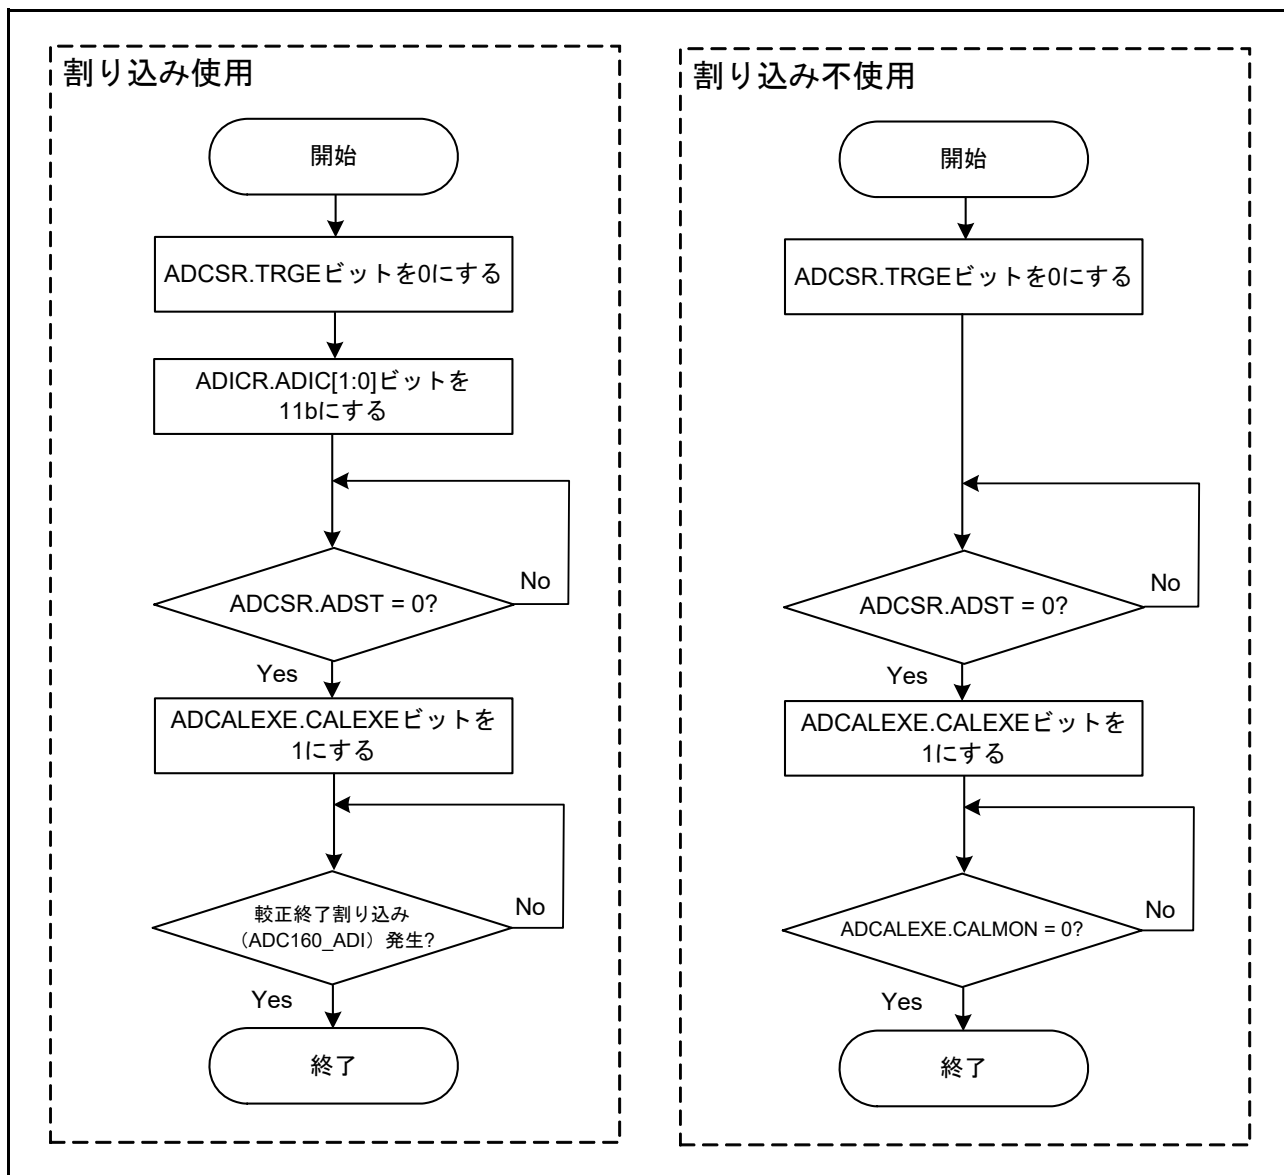 割り込み使用
開始
ADCSR.TRGEビットを0にする
ADICR.ADIC[1:0]ビットを
11bにする
ADCSR.ADST = 0?
No
Yes
ADCALEXE.CALEXEビットを
1にする
較正終了割り込み
（ADC160_ADI）発生?
No
Yes
終了
割り込み不使用
開始
ADCSR.TRGEビットを0にする
ADCSR.ADST = 0?
No
Yes
ADCALEXE.CALEXEビットを
1にする
ADCALEXE.CALMON = 0?
No
Yes
終了